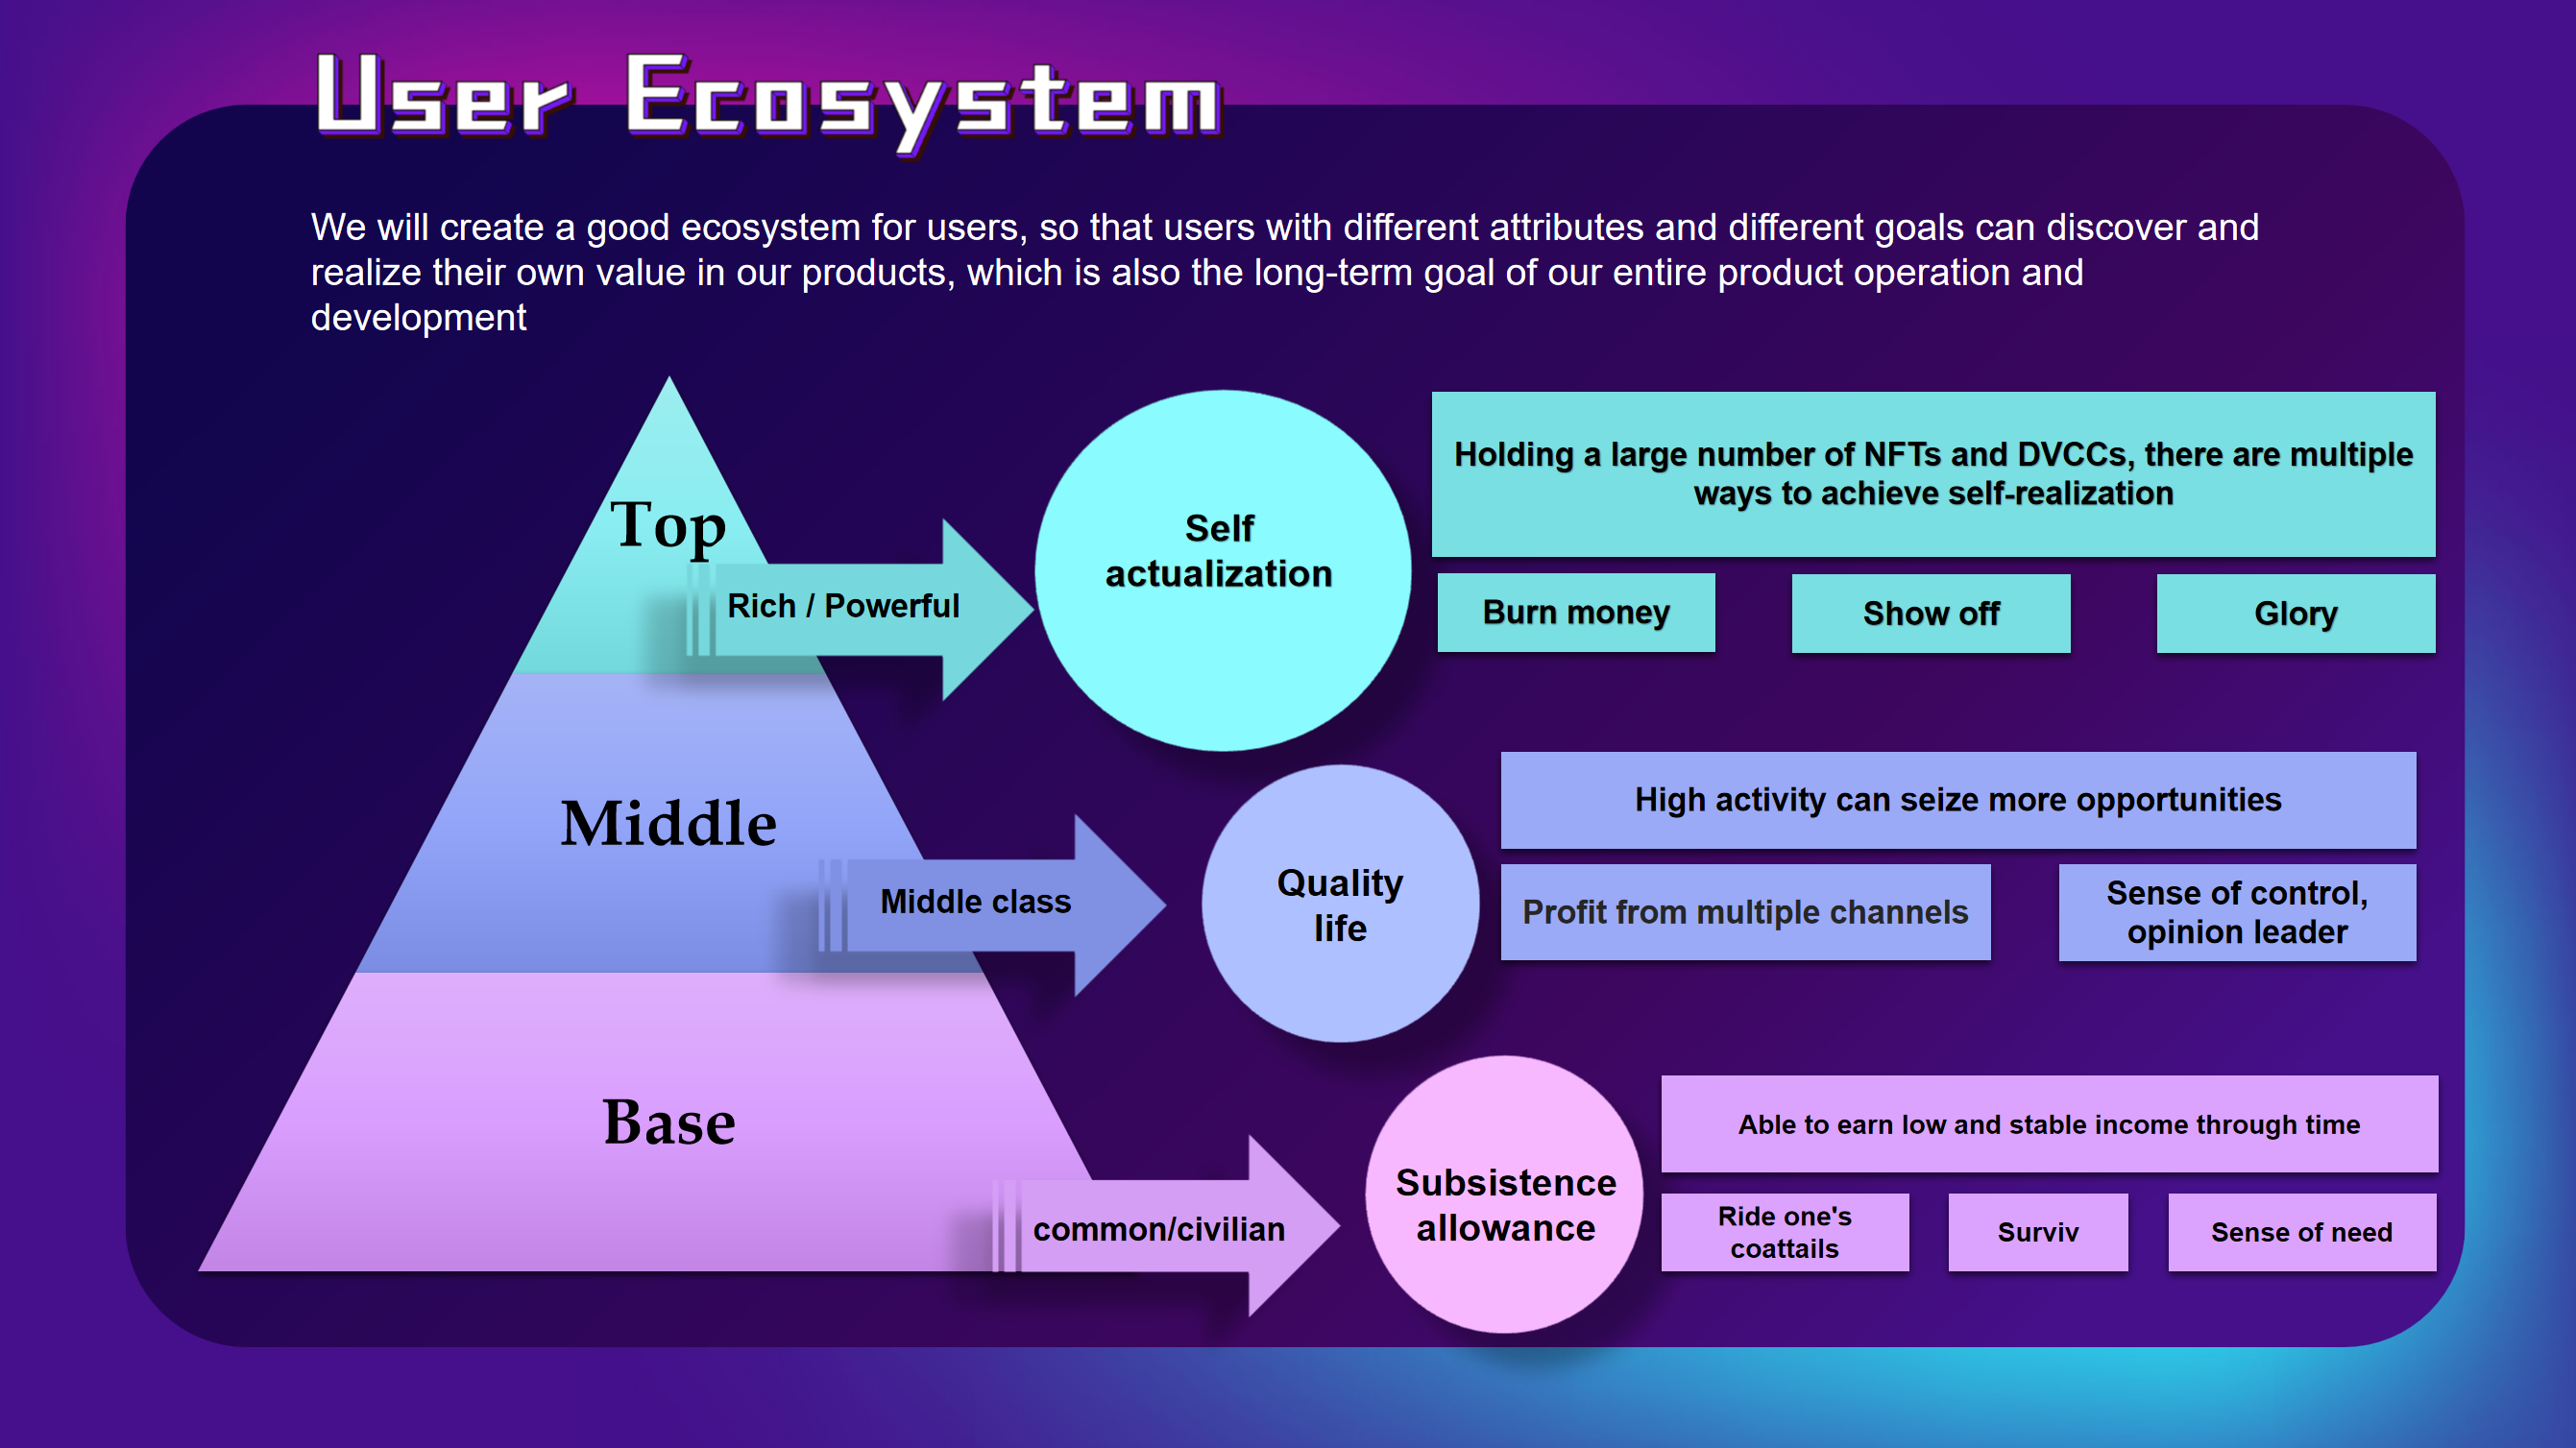 User Ecosystem
We will create a good ecosystem for users, so that users with different attributes and different goals can discover and
realize their own value in our products, which is also the long-term goal of our entire product operation and
development
Top
Rich / Powerful
Self
actualization
Holding a large number of NFTs and DVCCs, there are multiple
ways to achieve self-realization
Burn money
Show off
Glory
Middle
Middle class
Quality
life
High activity can seize more opportunities
Profit from multiple channels
Sense of control,
opinion leader
Base
common/civilian
Subsistence
allowance
Able to earn low and stable income through time
Ride one's
coattails
Surviv
Sense of need